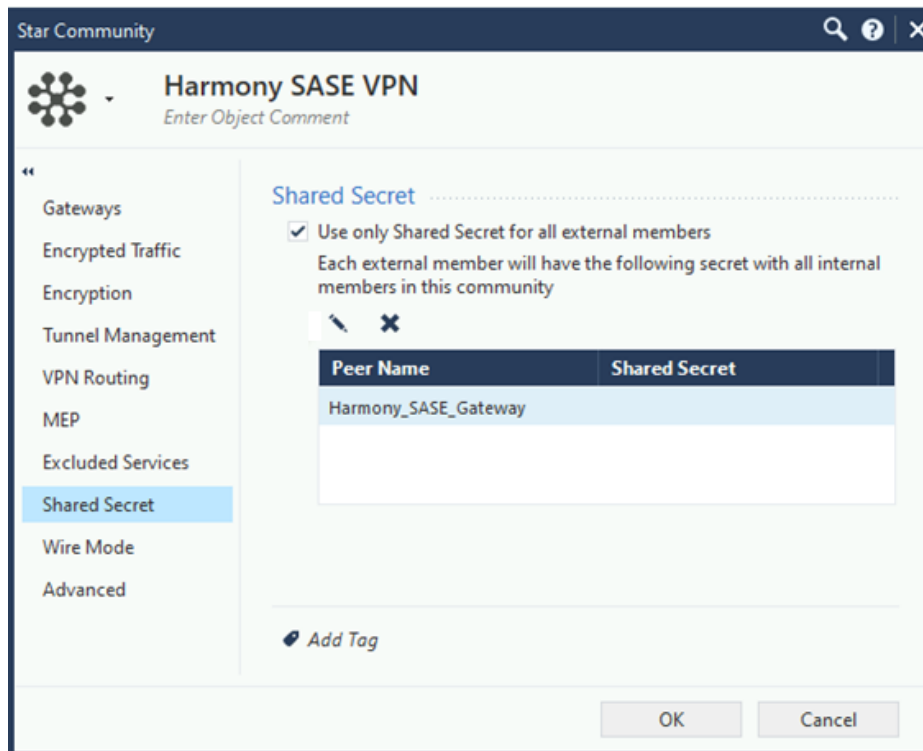 Star Community
Harmony SASE VPN
Enter Object Comment
Gateways
Encrypted Traffic
Encryption
Tunnel Management
VPN Routing
MEP
Excluded Services
Shared Secret
Wire Mode
Advanced
Shared Secret
Use only Shared Secret for all external members
Each external member will have the following secret with all internal
members in this community
Peer Name Shared Secret
Harmony_SASE_Gateway
Add Tag
OK Cancel